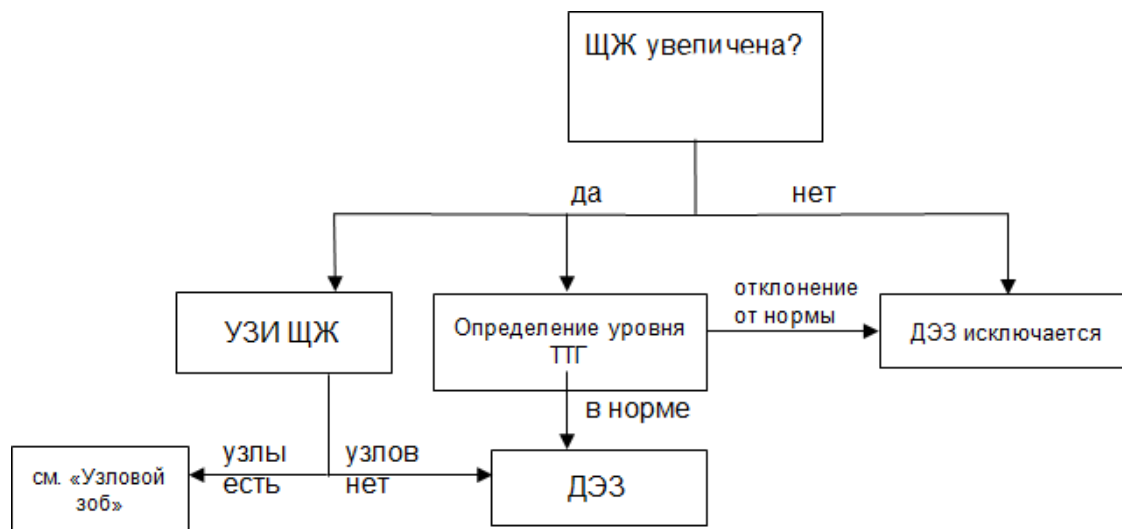 ЩЖ увеличена?
да
нет
УЗИ ЩЖ
Определение уровня
ТТГ
отклонение
от нормы
ДЭЗ исключается
в норме
узлы
есть
узлов
нет
см. «Узловой
зоб»
ДЭЗ